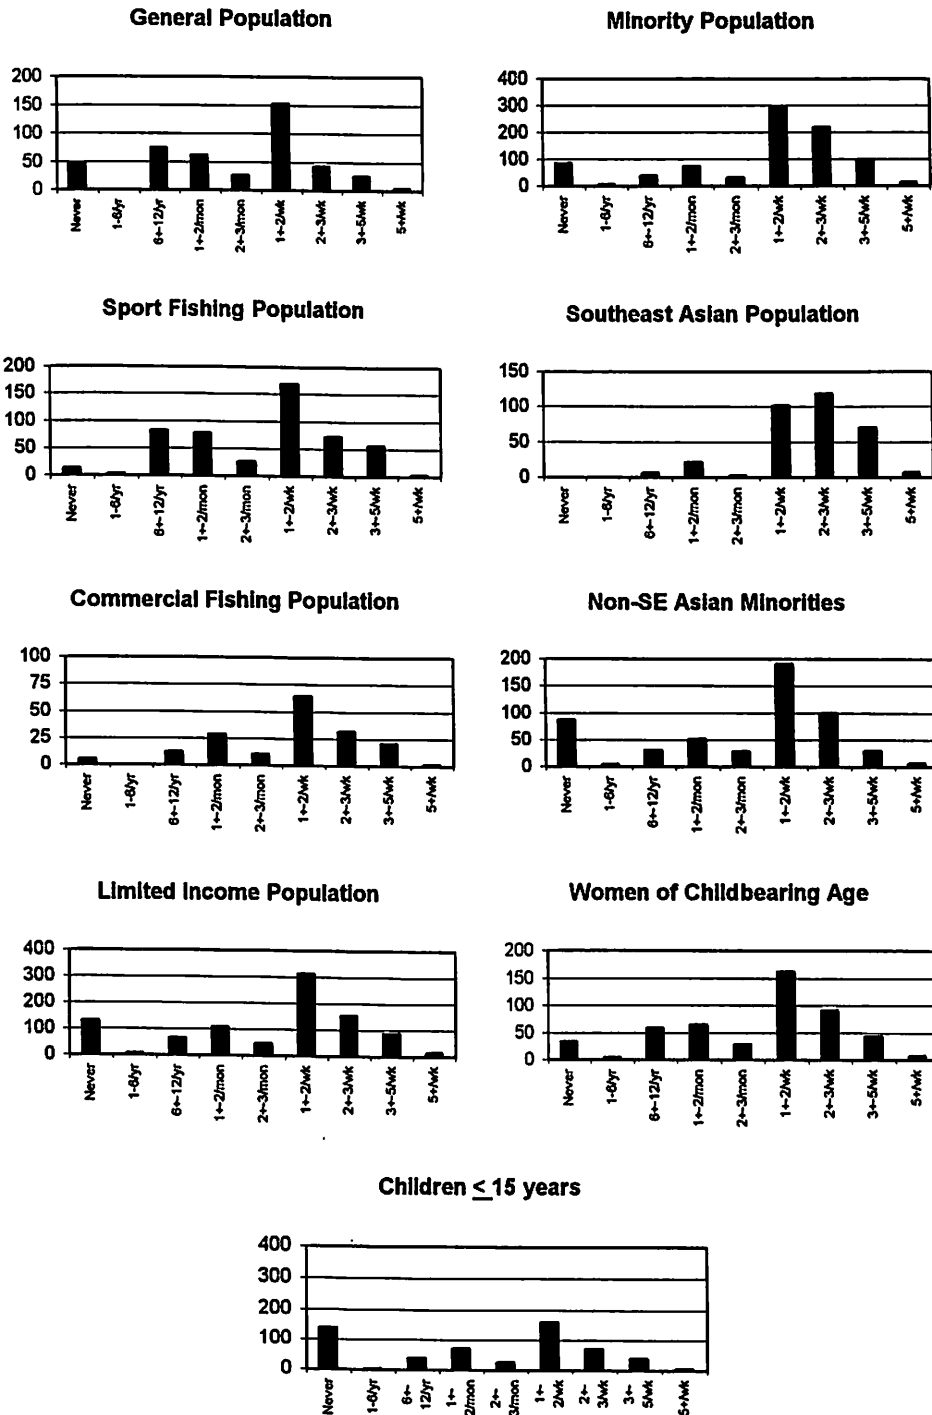 General Population
200
150
100
50
0
Never
1-6/yr
6+-12/yr
1+-2/mon
2+-3/mon
1+-2/wk
2+-3/wk
3+-5/wk
5+/wk
Minority Population
400
300
200
100
0
Never
1-6/yr
6+-12/yr
1+-2/mon
2+-3/mon
1+-2/wk
2+-3/wk
3+-5/wk
5+/wk
Sport Fishing Population
200
150
100
50
0
Never
1-6/yr
6+-12/yr
1+-2/mon
2+-3/mon
1+-2/wk
2+-3/wk
3+-5/wk
5+/wk
Southeast Asian Population
150
100
50
0
Never
1-6/yr
6+-12/yr
1+-2/mon
2+-3/mon
1+-2/wk
2+-3/wk
3+-5/wk
5+/wk
Commercial Fishing Population
100
75
50
25
0
Never
1-6/yr
6+-12/yr
1+-2/mon
2+-3/mon
1+-2/wk
2+-3/wk
3+-5/wk
5+/wk
Non-SE Asian Minorities
200
150
100
50
0
Never
1-6/yr
6+-12/yr
1+-2/mon
2+-3/mon
1+-2/wk
2+-3/wk
3+-5/wk
5+/wk
Limited Income Population
400
300
200
100
0
Never
1-6/yr
6+-12/yr
1+-2/mon
2+-3/mon
1+-2/wk
2+-3/wk
3+-5/wk
5+/wk
Women of Childbearing Age
200
150
100
50
0
Never
1-6/yr
6+-12/yr
1+-2/mon
2+-3/mon
1+-2/wk
2+-3/wk
3+-5/wk
5+/wk
Children ≤ 15 years
400
300
200
100
0
Never
1-6/yr
6+-
12/yr
1+-
2/mon
2+-
3/mon
1+-
2/wk
2+-
3/wk
3+-
5/wk
5+/wk